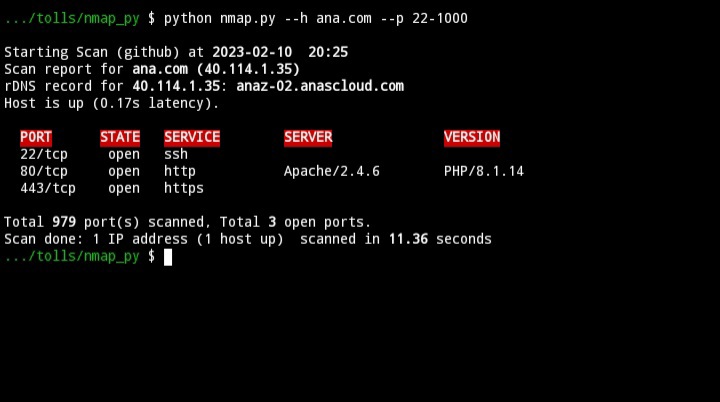 .../tolls/nmap_py $ python nmap.py --h ana.com --p 22-1000
Starting Scan (github) at 2023-02-10  20:25
Scan report for ana.com (40.114.1.35)
rDNS record for 40.114.1.35: anaz-02.anascloud.com
Host is up (0.17s latency).
PORT      STATE  SERVICE        SERVER              VERSION
22/tcp     open   ssh
80/tcp     open   http           Apache/2.4.6        PHP/8.1.14
443/tcp    open   https
Total 979 port(s) scanned, Total 3 open ports.
Scan done: 1 IP address (1 host up)  scanned in 11.36 seconds
.../tolls/nmap_py $